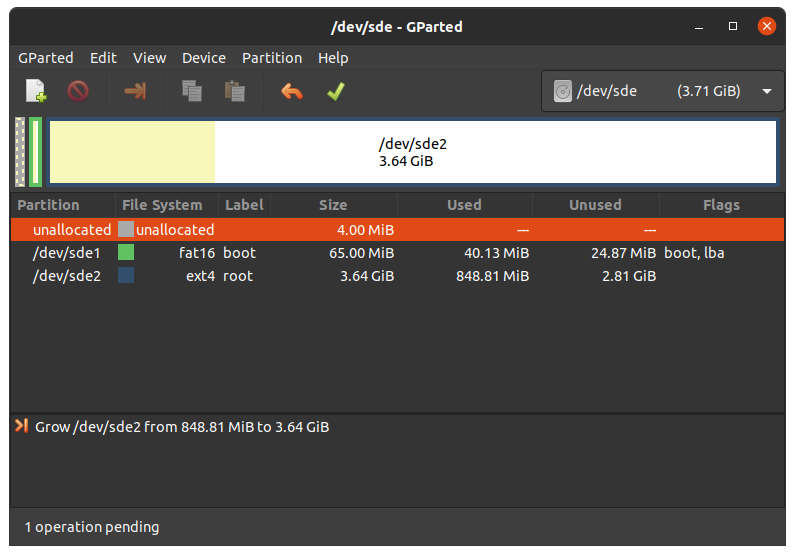 /dev/sde - GParted
GParted Edit View Device Partition Help
/dev/sde (3.71 GiB)
/dev/sde2
3.64 GiB
Partition File System Label Size Used Unused Flags
unallocated unallocated 4.00 MiB --- ---
/dev/sde1 fat16 boot 65.00 MiB 40.13 MiB 24.87 MiB boot, lba
/dev/sde2 ext4 root 3.64 GiB 848.81 MiB 2.81 GiB
Grow /dev/sde2 from 848.81 MiB to 3.64 GiB
1 operation pending